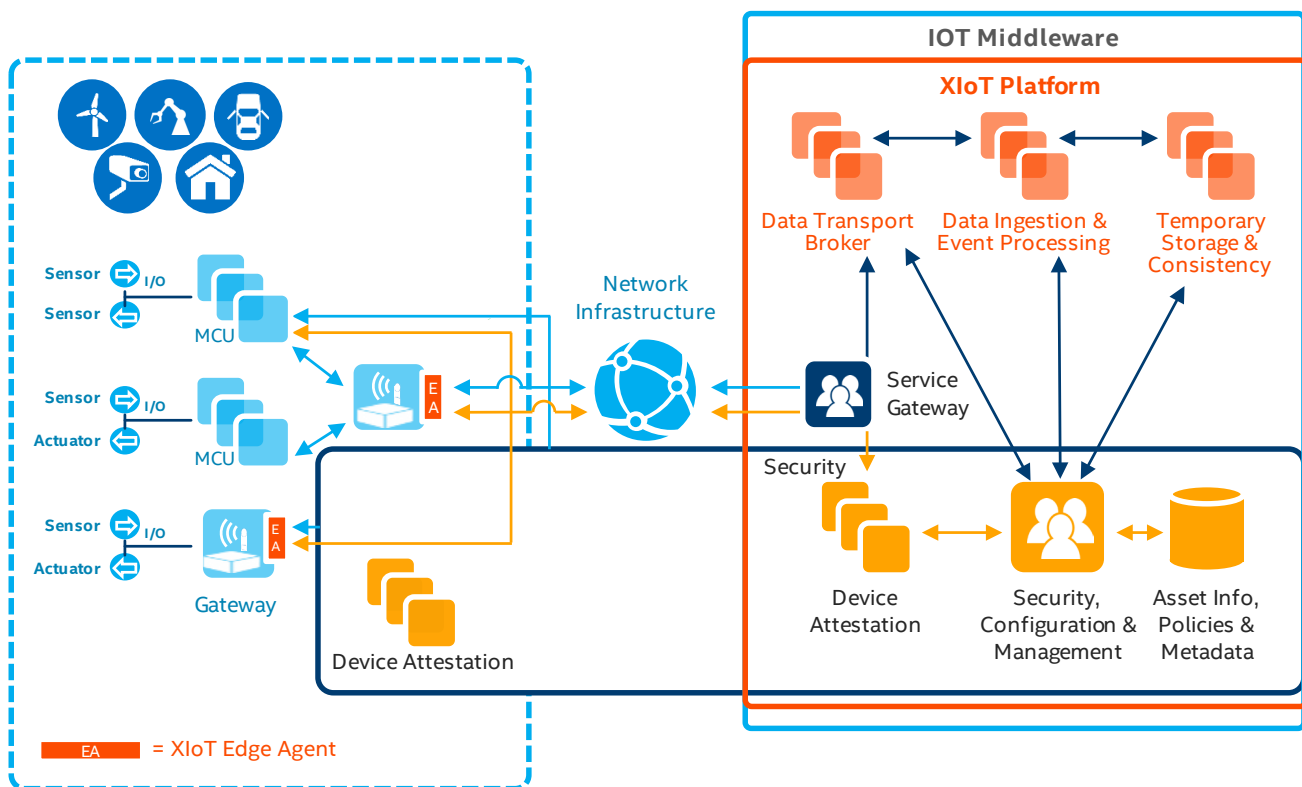 IOT Middleware
XIoT Platform
Data Transport
Broker
Data Ingestion &
Event Processing
Temporary
Storage &
Consistency
Sensor
I/O
Sensor
MCU
Network
Infrastructure
Sensor
I/O
Actuator
MCU
E
A
Service
Gateway
Security
Sensor
I/O
Actuator
E
A
Gateway
Device Attestation
Device
Attestation
Security,
Configuration &
Management
Asset Info,
Policies &
Metadata
EA
= XIoT Edge Agent